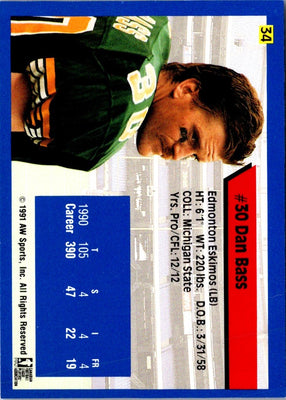 34
#30 Dan Bass
Edmonton Eskimos (LB)
HT: 6'1" WT: 220 lbs. D.O.B.: 3/31/58
COLL: Michigan State
Yrs. Pro/CFL: 12/12
T S I FR
1990 105 4 4 4
Career 390 47 22 19
© 1991 AW Sports, Inc. All Rights Reserved